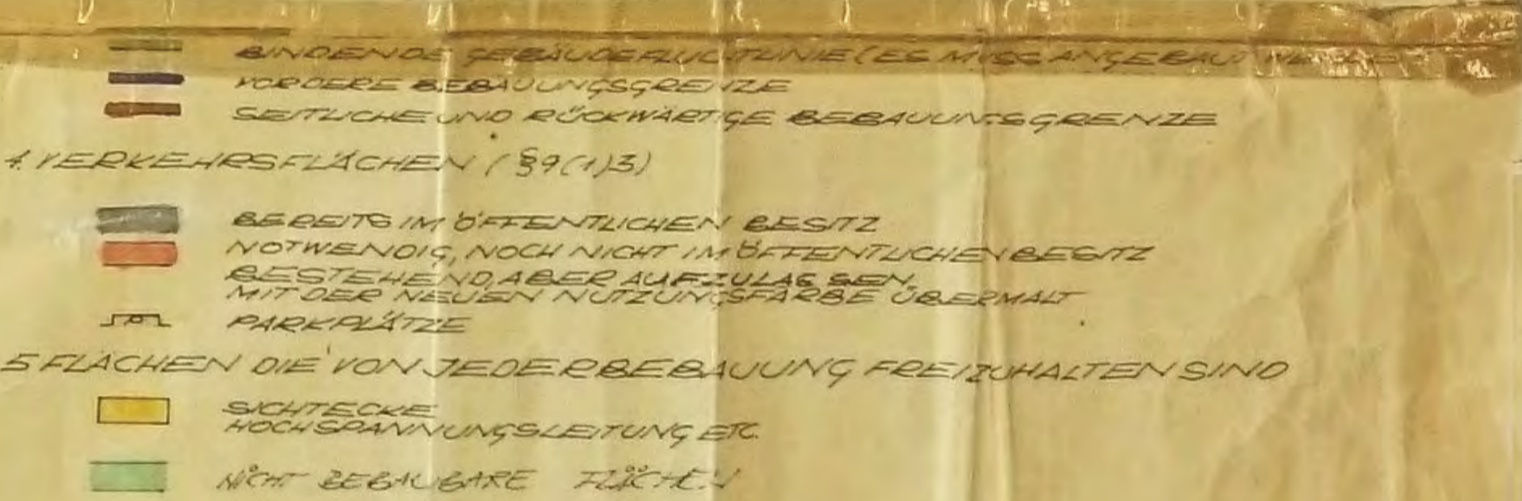 BINDENDE GEBÄUDEFLUCHTLINIE (ES MUSS ANGEBAUT WERDEN)
VORDERE BEBAUUNGSGRENZE
SEITLICHE UND RÜCKWÄRTIGE BEBAUUNGSGRENZE
4. VERKEHRSFLÄCHEN (§9(1)3)
BEREITS IM ÖFFENTLICHEN BESITZ
NOTWENDIG, NOCH NICHT IM ÖFFENTLICHEN BESITZ
BESTEHEND, ABER AUFZULASSEN,
MIT DER NEUEN NUTZUNGSFARBE ÜBERMALT
PARKPLÄTZE
5 FLÄCHEN DIE VON JEDER BEBAUUNG FREIZUHALTEN SIND
SICHTECKE
HOCHSPANNUNGSLEITUNG ETC.
NICHT BEBAUBARE FLÄCHEN